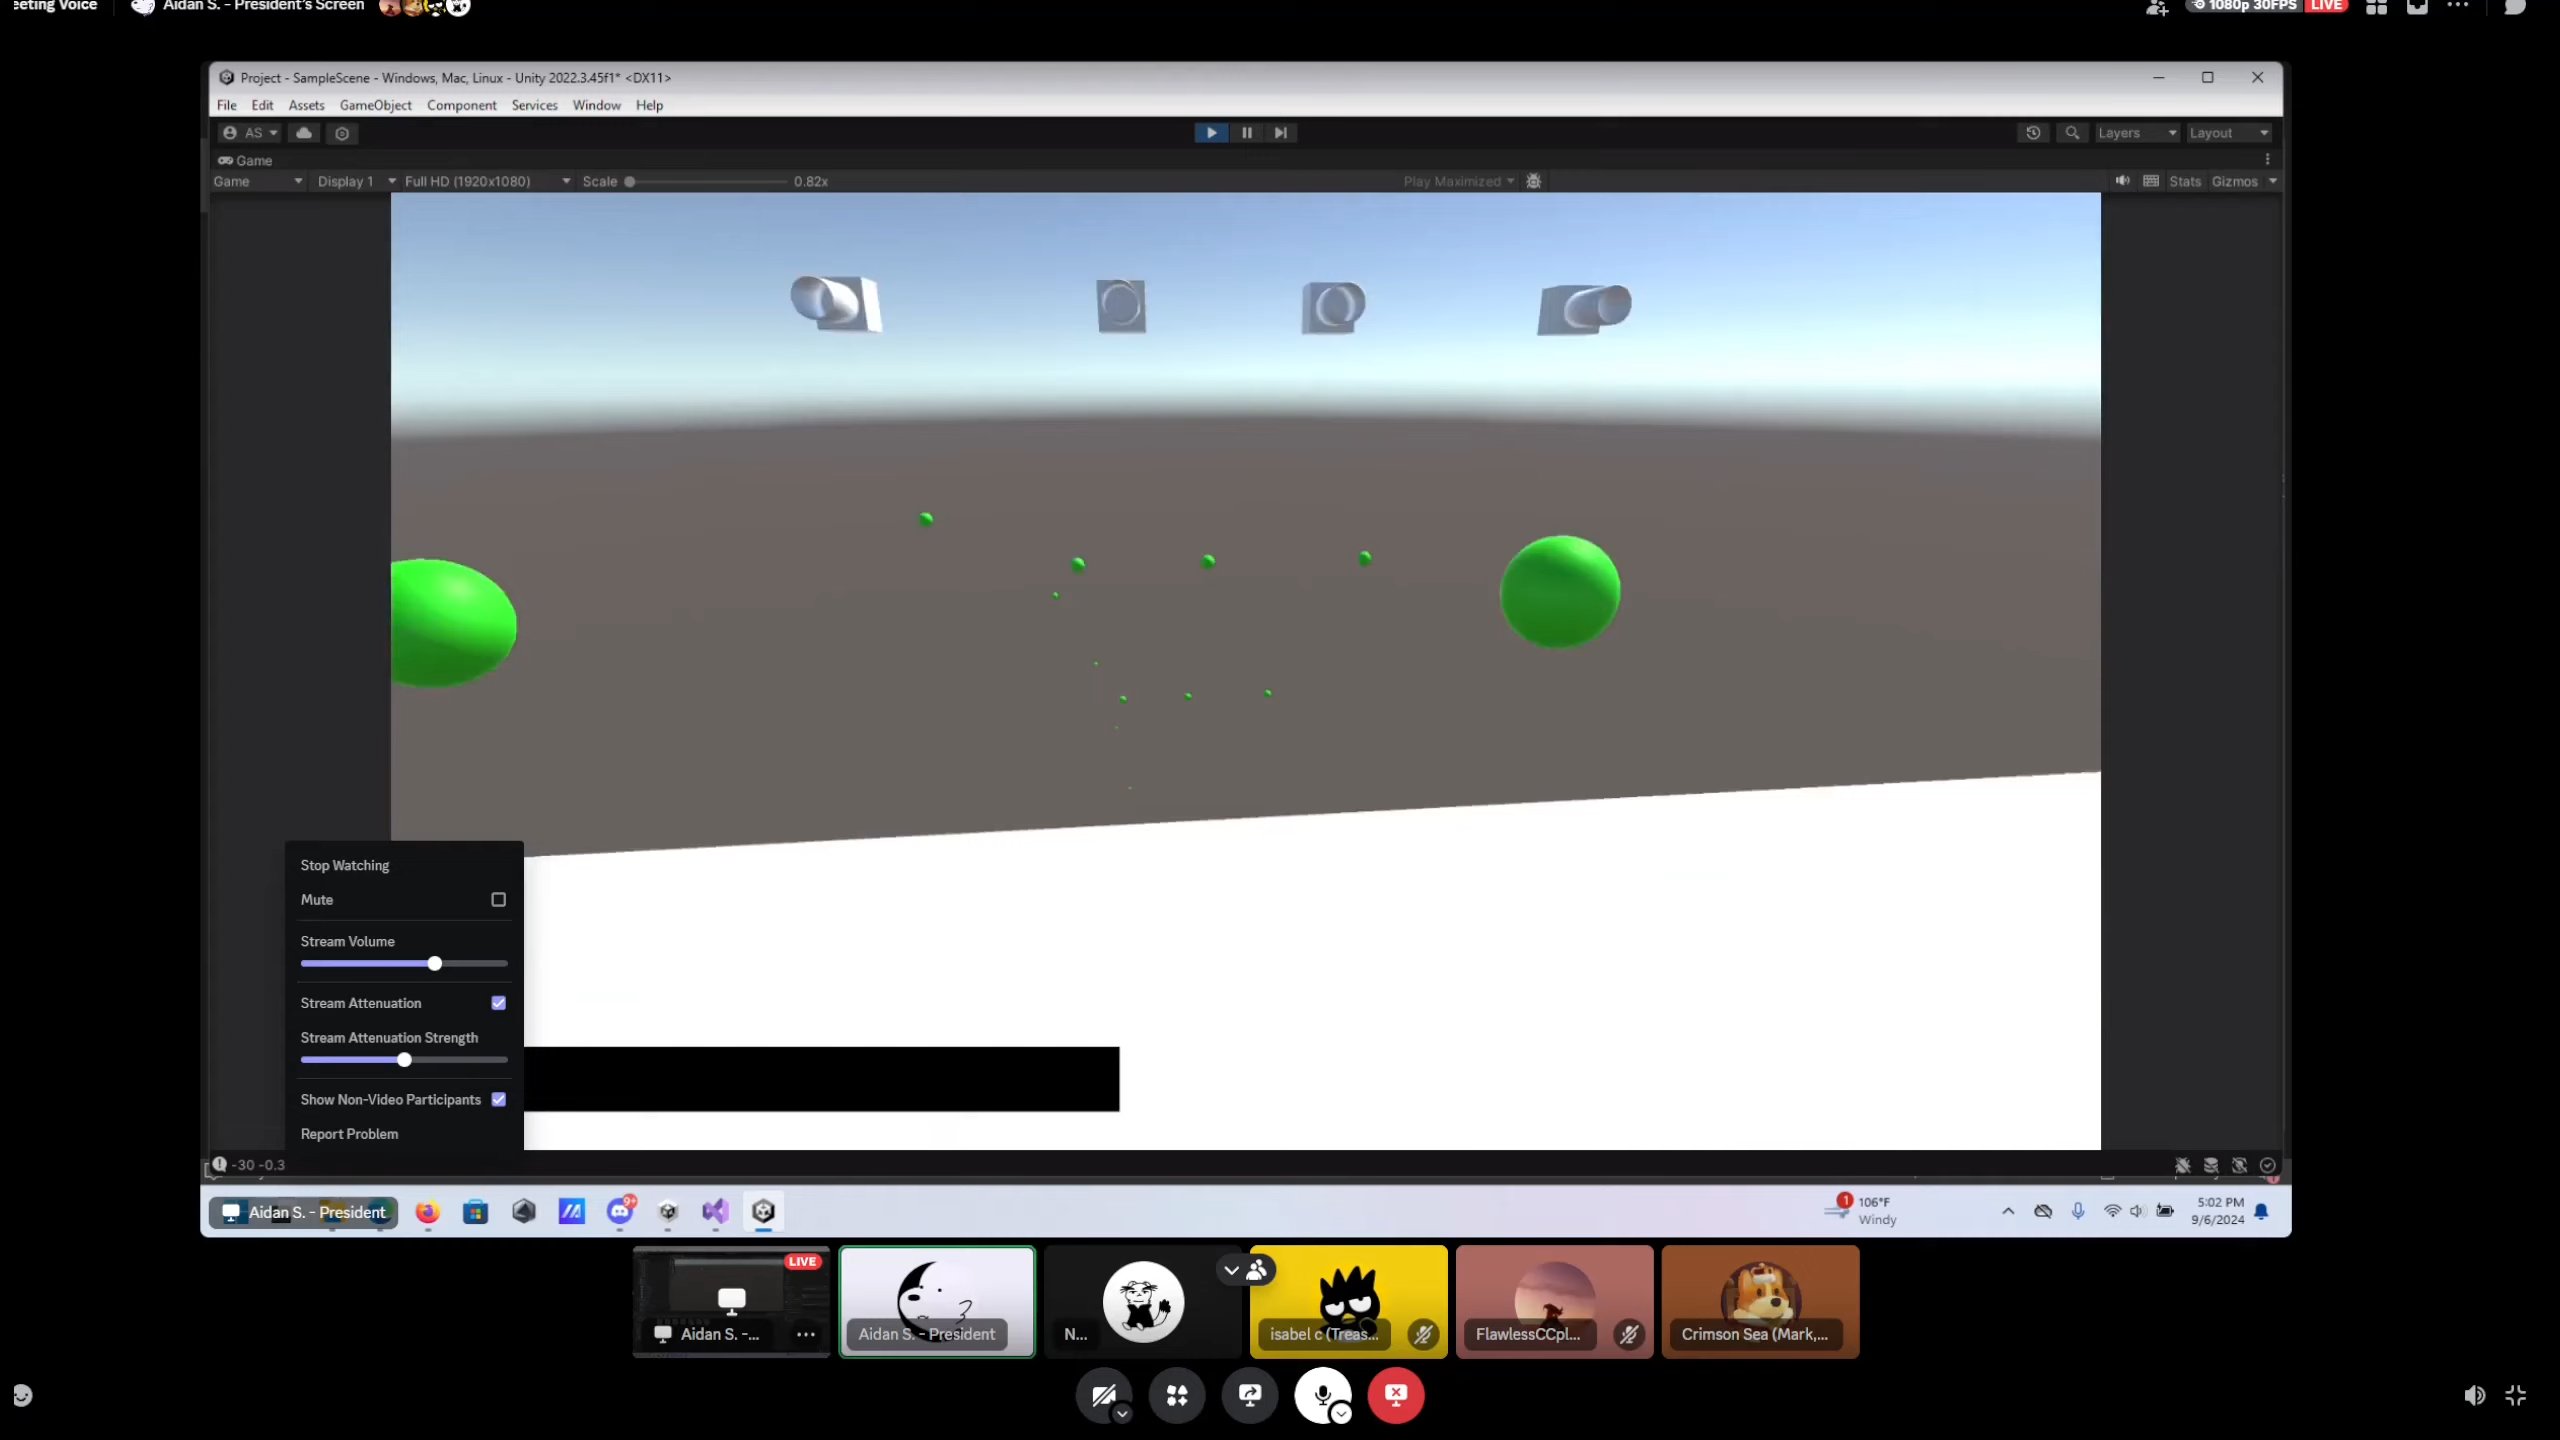 eeting Voice
Aidan S. - President's Screen
1080p 30FPS LIVE
Project - SampleScene - Windows, Mac, Linux - Unity 2022.3.45f1* <DX11>
File Edit Assets GameObject Component Services Window Help
AS
Layers Layout
Game
Game Display 1 Full HD (1920x1080) Scale 0.82x Play Maximized Stats Gizmos
Stop Watching
Mute
Stream Volume
Stream Attenuation
Stream Attenuation Strength
Show Non-Video Participants
Report Problem
-30 -0.3
Aidan S. - President
9+
1
106°F
Windy
5:02 PM
9/6/2024
LIVE
Aidan S. -...
Aidan S. - President
N...
isabel c (Treas...
FlawlessCCpl...
Crimson Sea (Mark,...